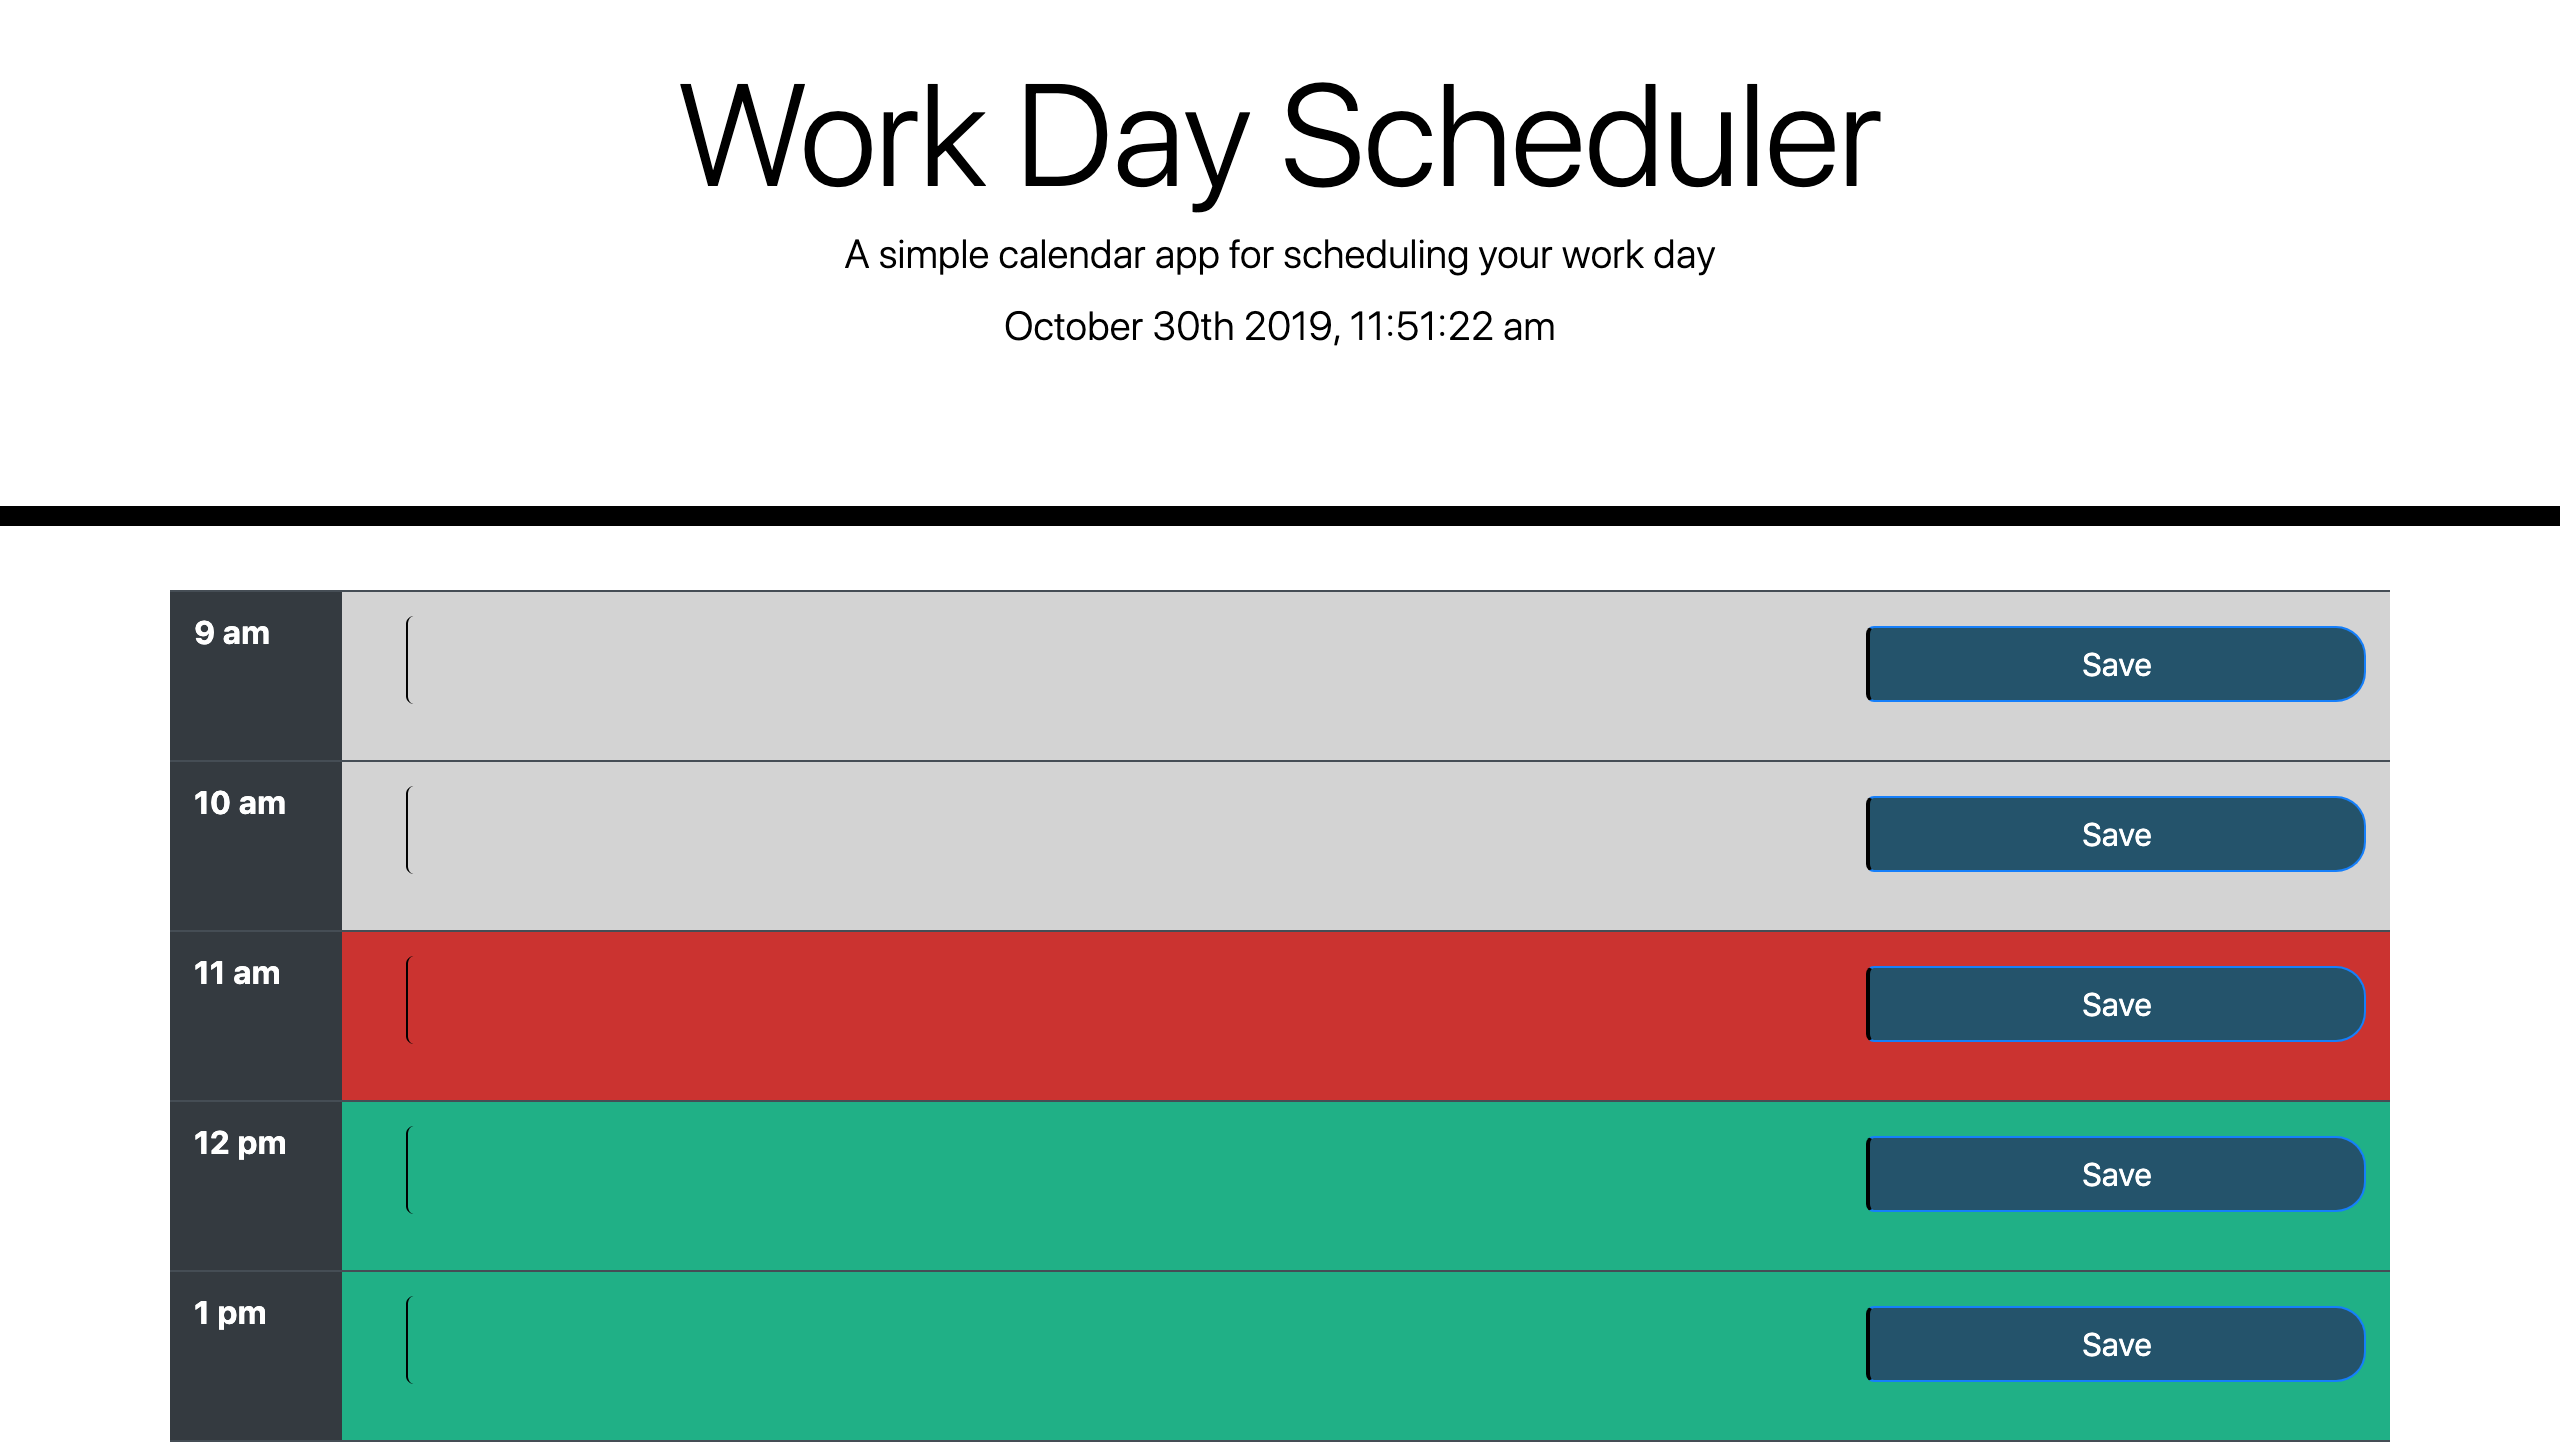 Work Day Scheduler
A simple calendar app for scheduling your work day
October 30th 2019, 11:51:22 am
9 am
Save
10 am
Save
11 am
Save
12 pm
Save
1 pm
Save